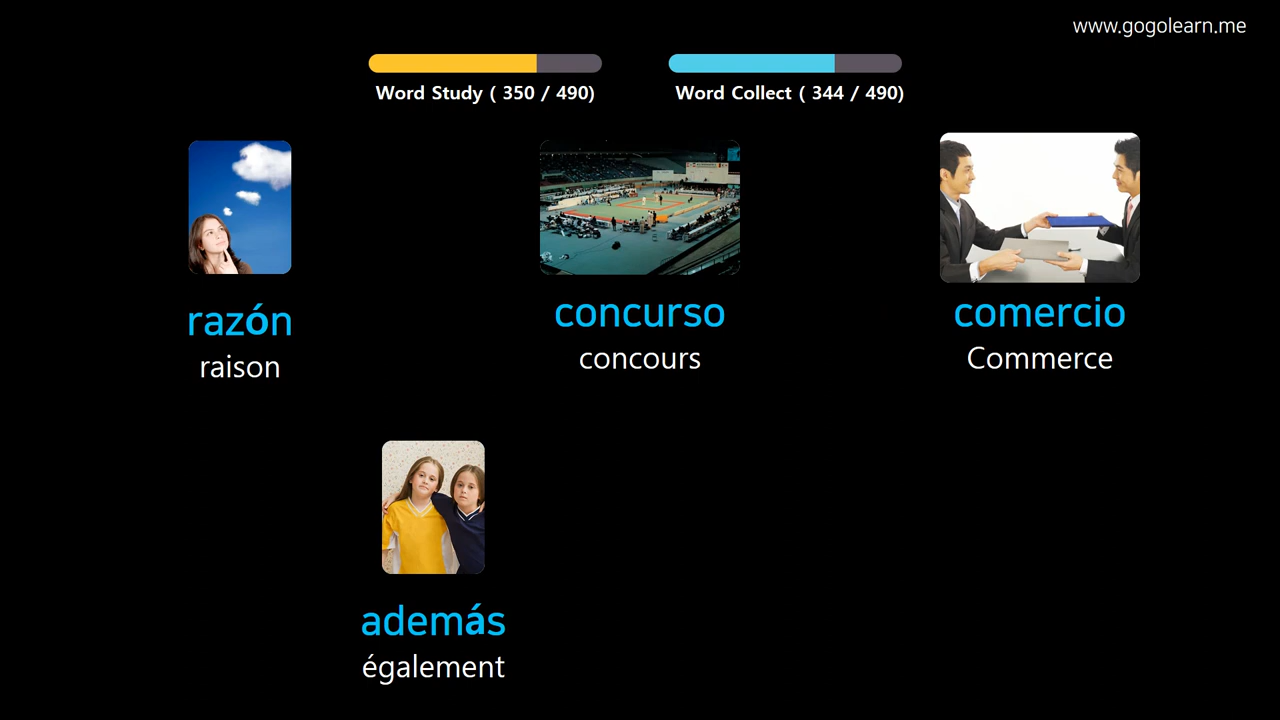 www.gogolearn.me
Word Study ( 350 / 490)
Word Collect ( 344 / 490)
razón
raison
concurso
concours
comercio
Commerce
además
également